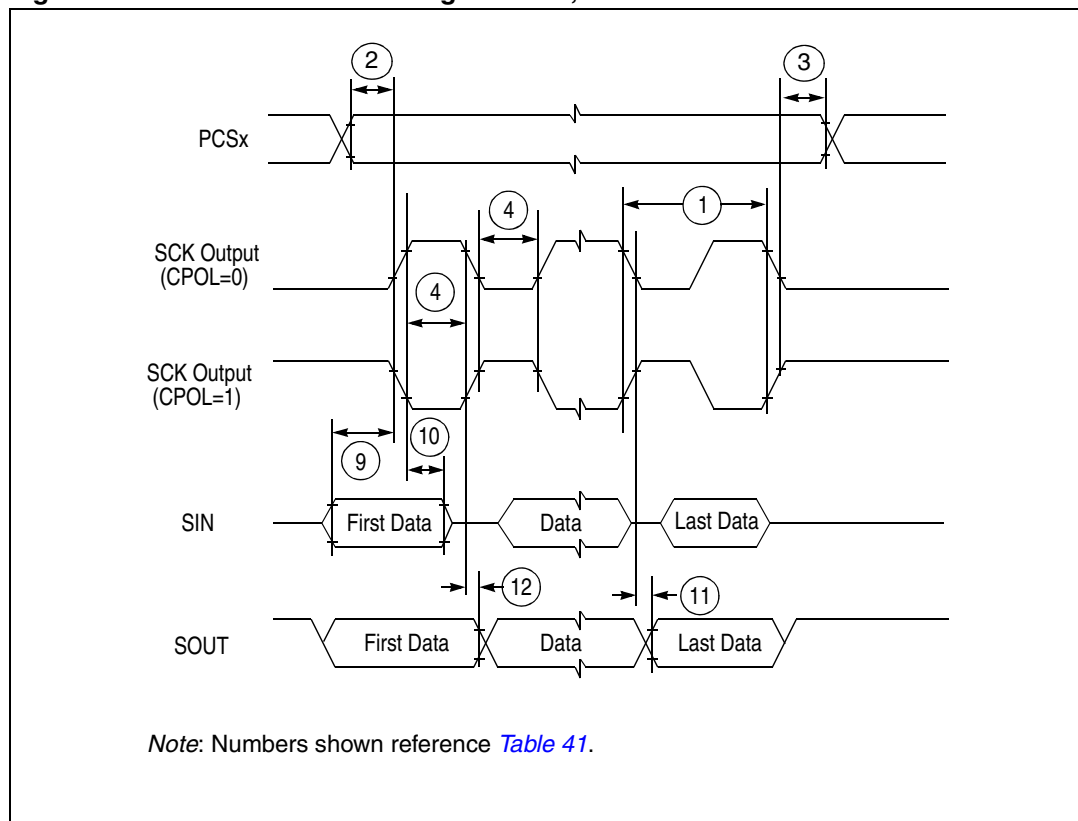 2
3
PCSx
4
1
SCK Output
(CPOL=0)
4
SCK Output
(CPOL=1)
10
9
SIN
First Data
Data
Last Data
12
11
SOUT
First Data
Data
Last Data
Note: Numbers shown reference Table 41.